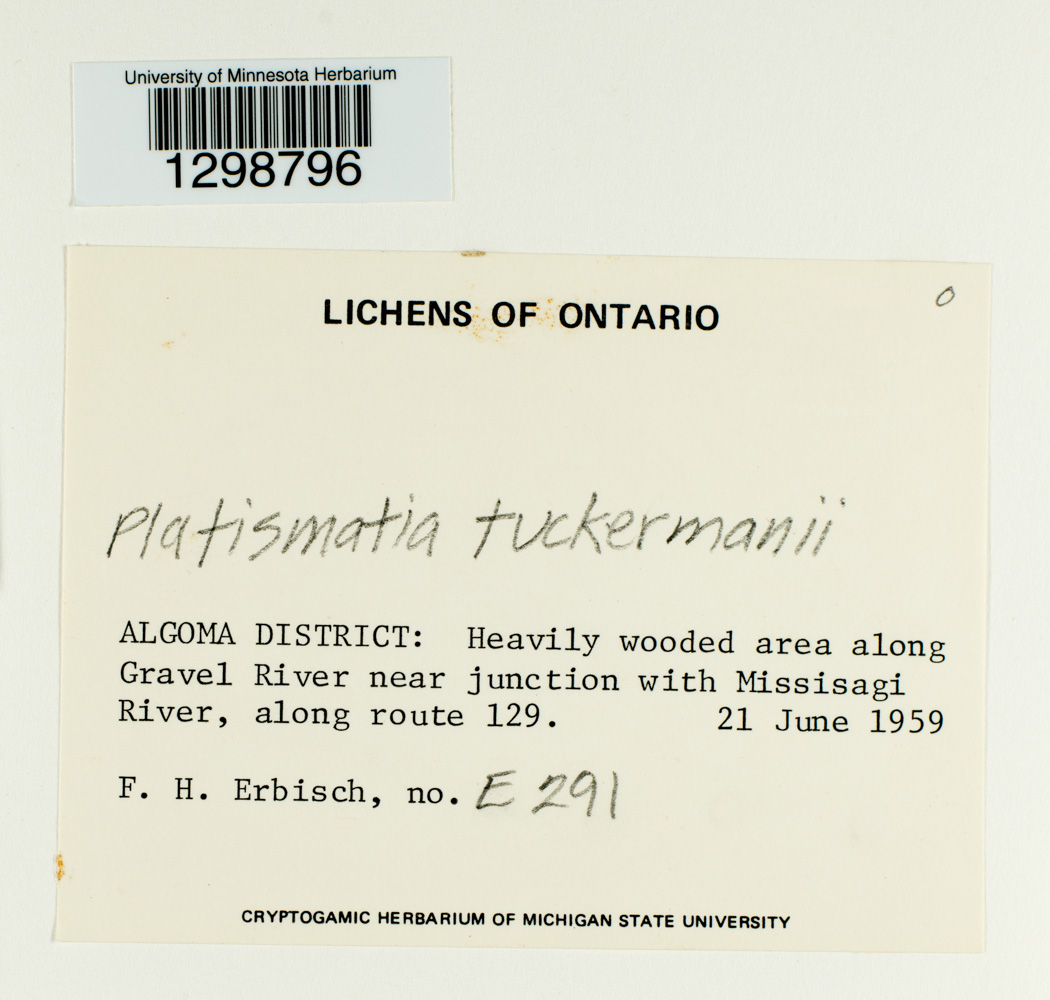 University of Minnesota Herbarium
1298796
LICHENS OF ONTARIO
O
Platismatia tuckermanii
ALGOMA DISTRICT: Heavily wooded area along
Gravel River near junction with Missisagi
River, along route 129. 21 June 1959
F. H. Erbisch, no. E 291
CRYPTOGAMIC HERBARIUM OF MICHIGAN STATE UNIVERSITY